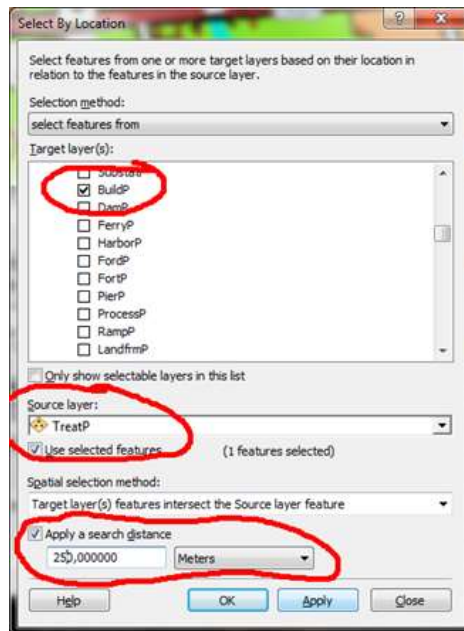 Select By Location
Select features from one or more target layers based on their location in
relation to the features in the source layer.
Selection method:
select features from
Target layer(s):
BuildP
DamP
FerryP
HarborP
FordP
FortP
PierP
ProcessP
RampP
LandfrmP
Only show selectable layers in this list
Source layer:
TreatP
Use selected features (1 features selected)
Spatial selection method:
Target layer(s) features intersect the Source layer feature
Apply a search distance
250,000000 Meters
Help OK Apply Close